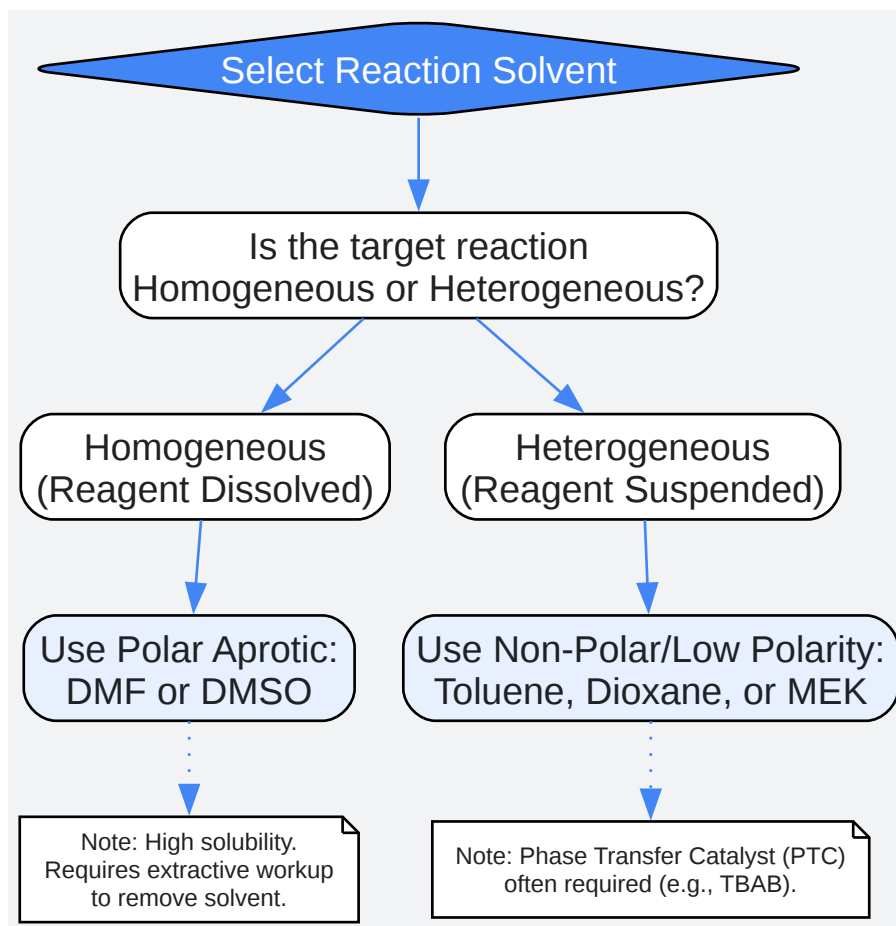 Select Reaction Solvent
Is the target reaction
Homogeneous or Heterogeneous?
Homogeneous
(Reagent Dissolved)
Heterogeneous
(Reagent Suspended)
Use Polar Aprotic:
DMF or DMSO
Use Non-Polar/Low Polarity:
Toluene, Dioxane, or MEK
Note: High solubility.
Requires extractive workup
to remove solvent.
Note: Phase Transfer Catalyst (PTC)
often required (e.g., TBAB).